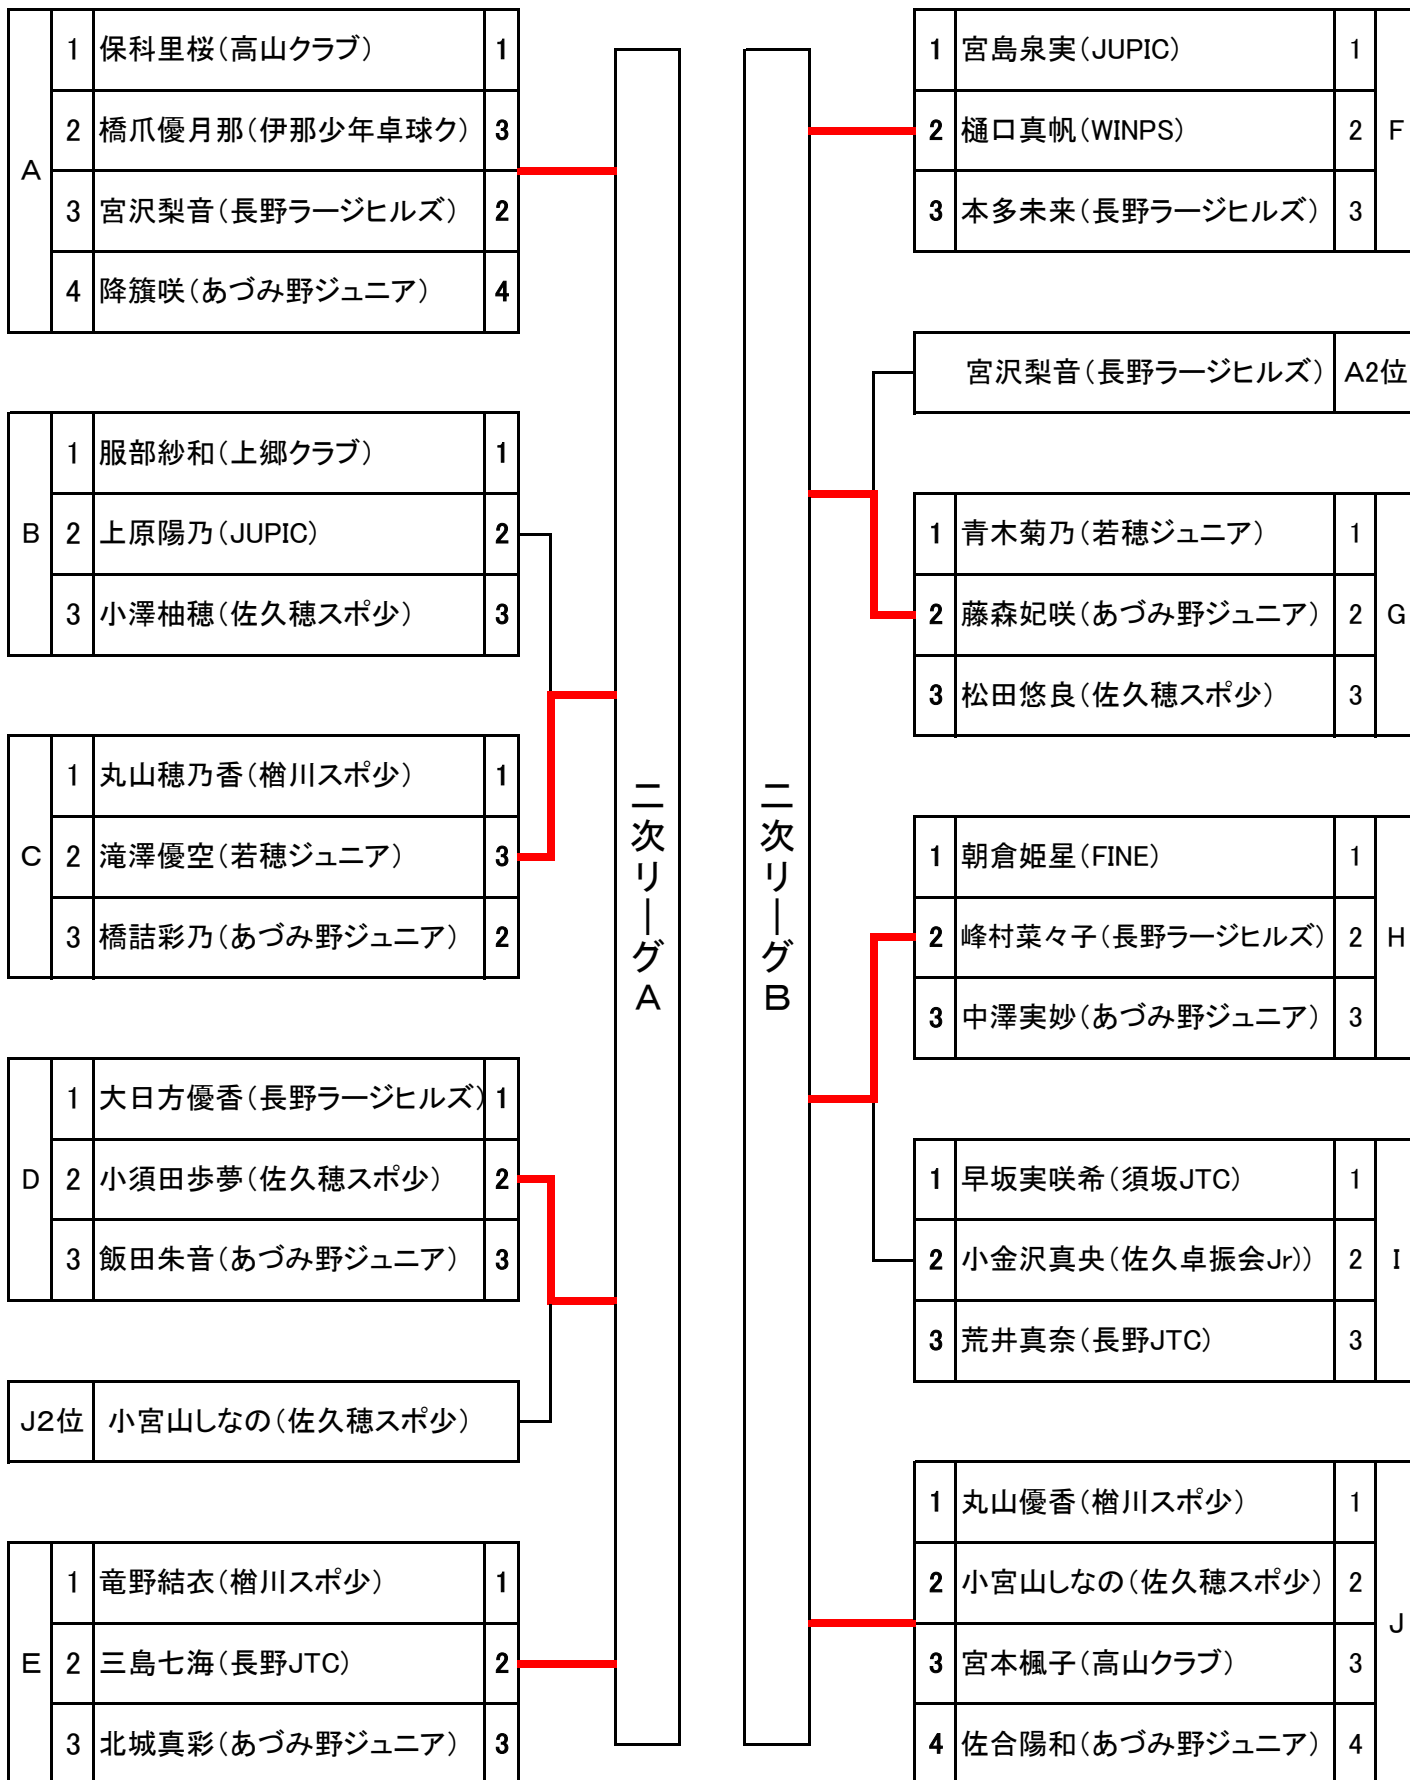 A
1 保科里桜(高山クラブ) 1
2 橋爪優月那(伊那少年卓球ク) 3
3 宮沢梨音(長野ラージヒルズ) 2
4 降籏咲(あづみ野ジュニア) 4
B
1 服部紗和(上郷クラブ) 1
2 上原陽乃(JUPIC) 2
3 小澤柚穂(佐久穂スポ少) 3
C
1 丸山穂乃香(楢川スポ少) 1
2 滝澤優空(若穂ジュニア) 3
3 橋詰彩乃(あづみ野ジュニア) 2
D
1 大日方優香(長野ラージヒルズ) 1
2 小須田歩夢(佐久穂スポ少) 2
3 飯田朱音(あづみ野ジュニア) 3
J2位 小宮山しなの(佐久穂スポ少)
E
1 竜野結衣(楢川スポ少) 1
2 三島七海(長野JTC) 2
3 北城真彩(あづみ野ジュニア) 3
二次リーグA
二次リーグB
1 宮島泉実(JUPIC) 1
2 樋口真帆(WINPS) 2
3 本多未来(長野ラージヒルズ) 3
F
宮沢梨音(長野ラージヒルズ) A2位
1 青木菊乃(若穂ジュニア) 1
2 藤森妃咲(あづみ野ジュニア) 2
3 松田悠良(佐久穂スポ少) 3
G
1 朝倉姫星(FINE) 1
2 峰村菜々子(長野ラージヒルズ) 2
3 中澤実妙(あづみ野ジュニア) 3
H
1 早坂実咲希(須坂JTC) 1
2 小金沢真央(佐久卓振会Jr)) 2
3 荒井真奈(長野JTC) 3
I
1 丸山優香(楢川スポ少) 1
2 小宮山しなの(佐久穂スポ少) 2
3 宮本楓子(高山クラブ) 3
4 佐合陽和(あづみ野ジュニア) 4
J